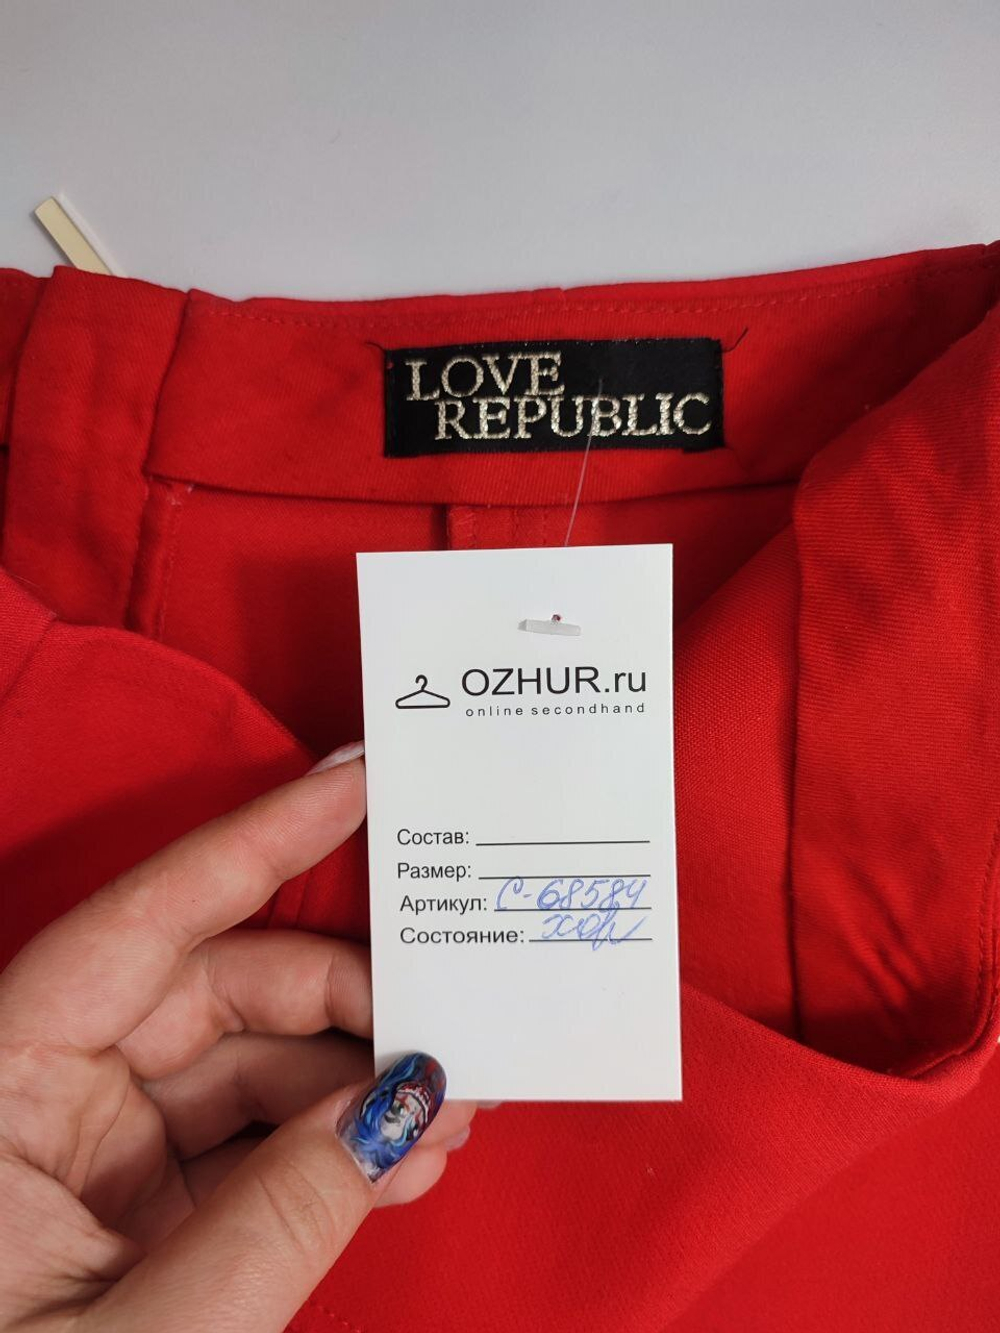 LOVE
REPUBLIC
OZHUR.ru
online secondhand
Состав:
Размер:
Артикул: С-68584
Состояние: хор